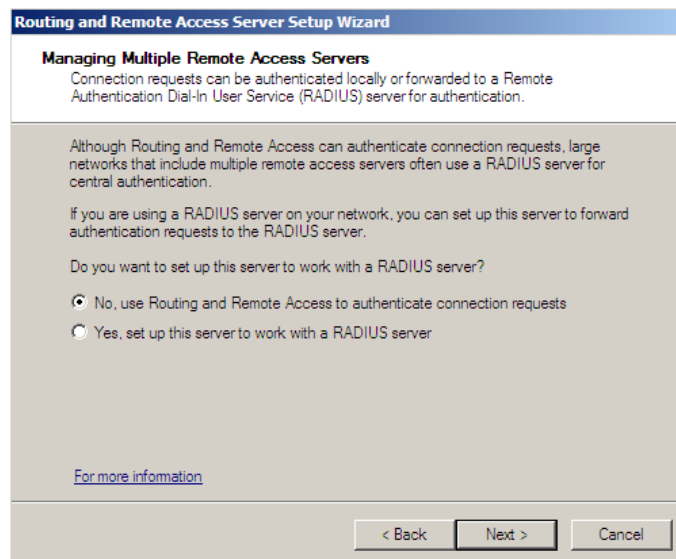 Routing and Remote Access Server Setup Wizard
Managing Multiple Remote Access Servers
Connection requests can be authenticated locally or forwarded to a Remote
Authentication Dial-In User Service (RADIUS) server for authentication.
Although Routing and Remote Access can authenticate connection requests, large
networks that include multiple remote access servers often use a RADIUS server for
central authentication.
If you are using a RADIUS server on your network, you can set up this server to forward
authentication requests to the RADIUS server.
Do you want to set up this server to work with a RADIUS server?
No, use Routing and Remote Access to authenticate connection requests
Yes, set up this server to work with a RADIUS server
For more information
< Back Next > Cancel